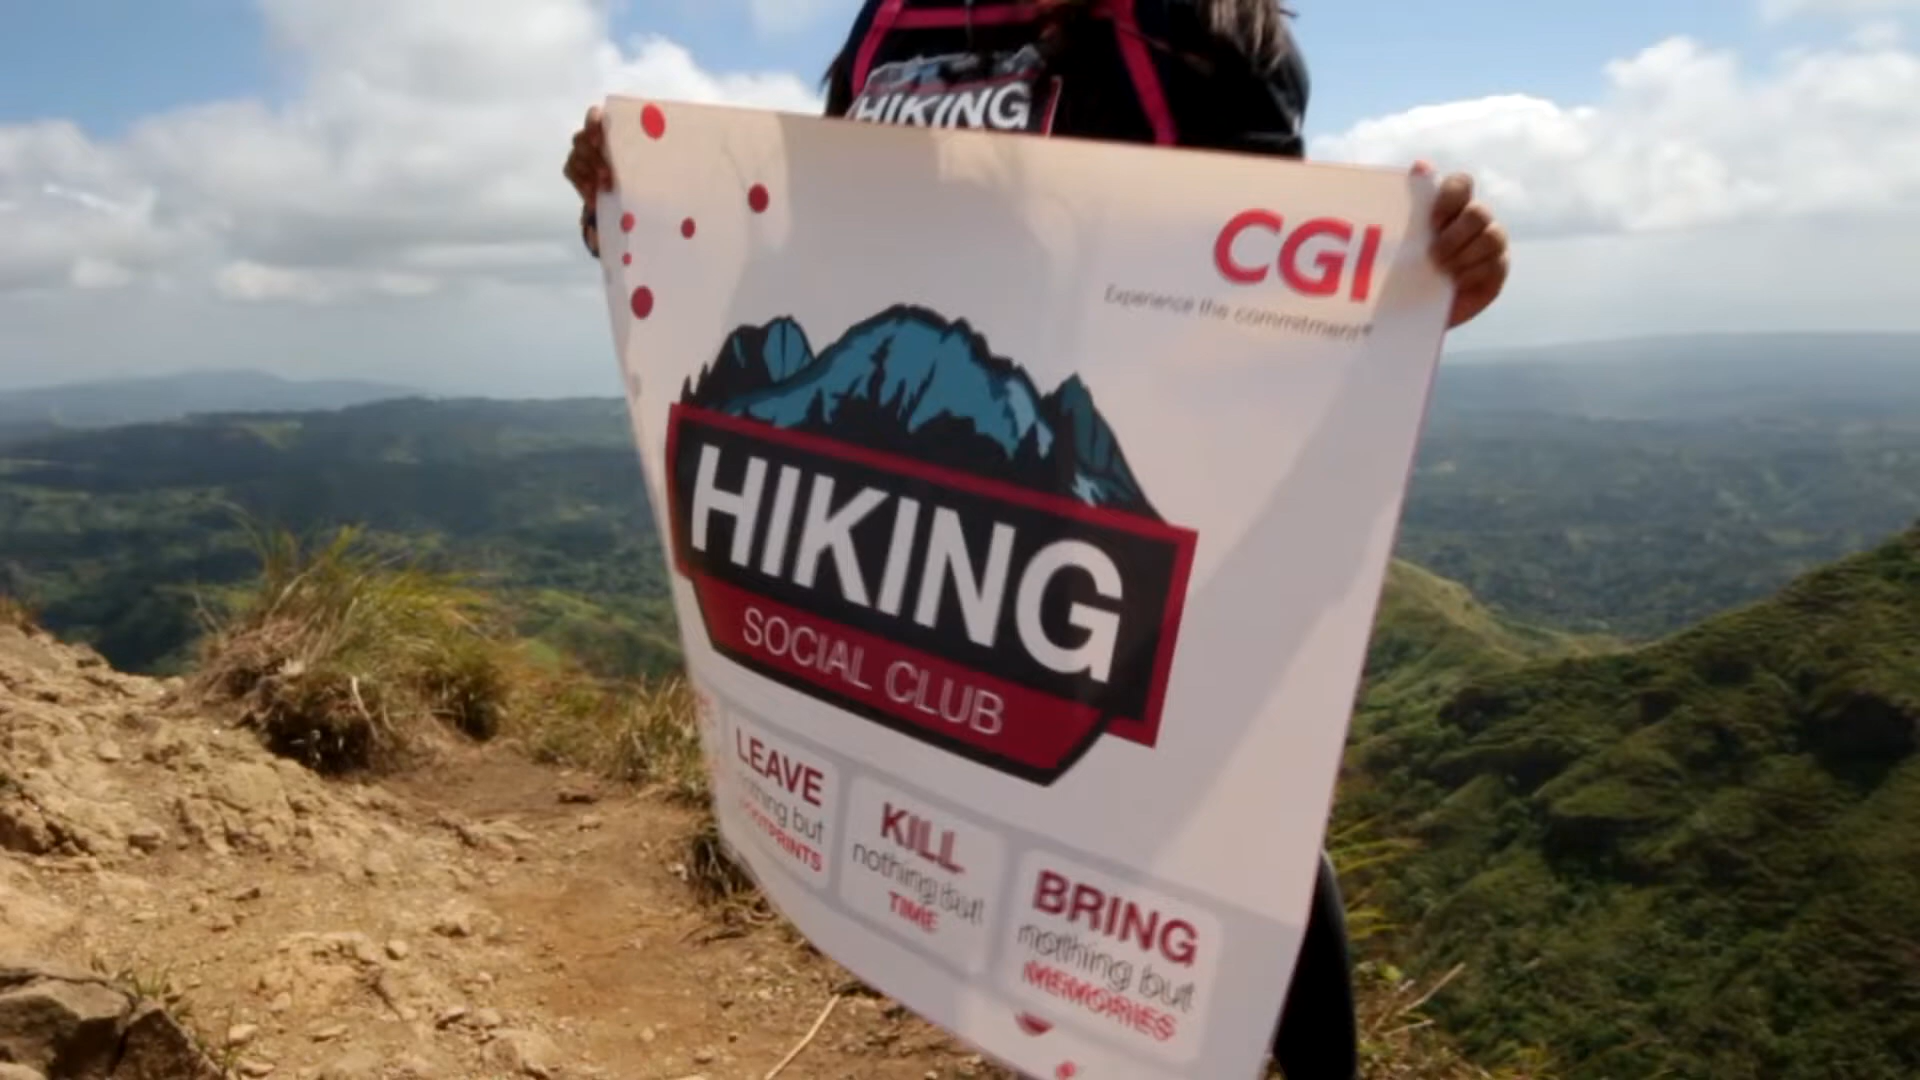 HIKING
CGI
Experience the commitment®
HIKING
SOCIAL CLUB
LEAVE
nothing but
FOOTPRINTS
KILL
nothing but
TIME
BRING
nothing but
MEMORIES